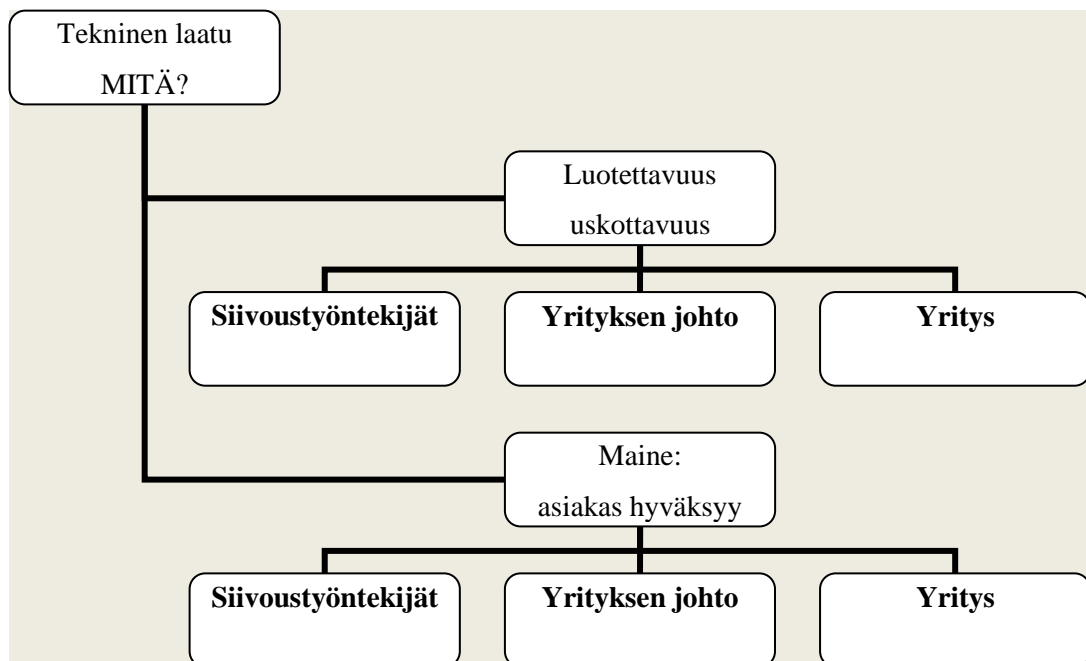 Tekninen laatu
MITÄ?
Luotettavuus
uskottavuus
Siivoustyöntekijät
Yrityksen johto
Yritys
Maine:
asiakas hyväksyy
Siivoustyöntekijät
Yrityksen johto
Yritys